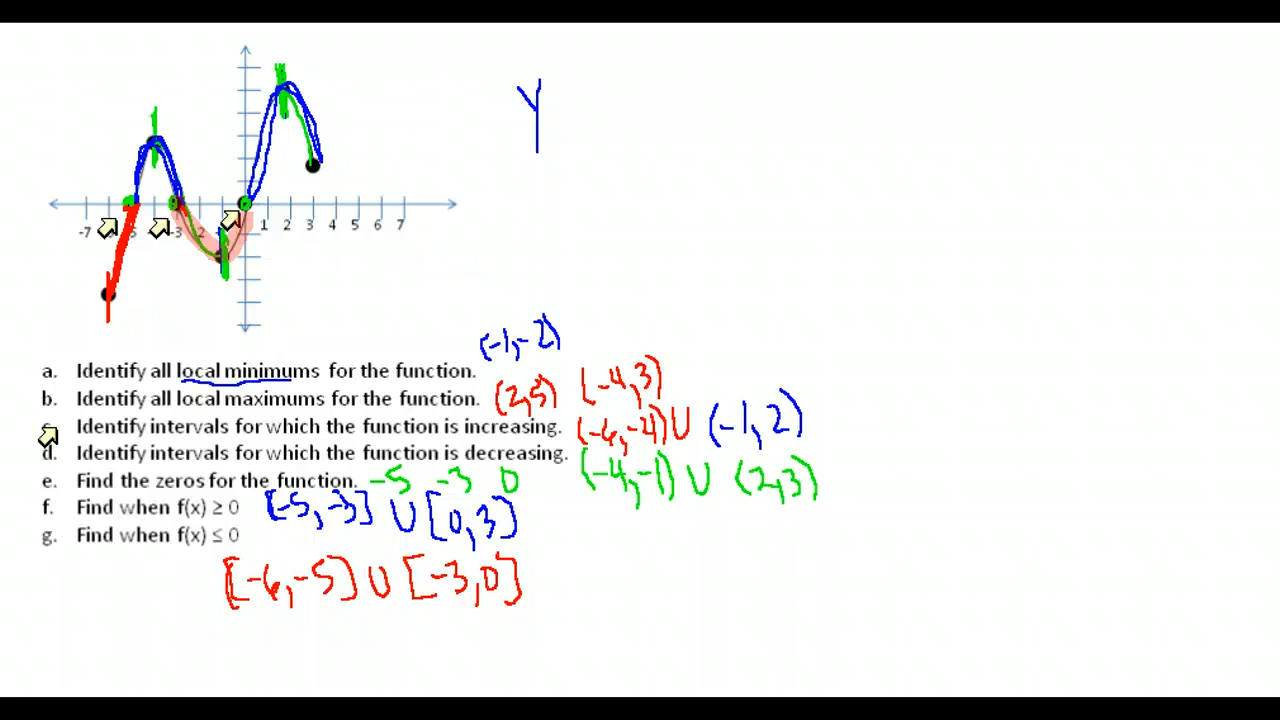 Y
-7 5 -3 2 1 2 3 4 5 6 7
(-1,-2)
a. Identify all local minimums for the function.
b. Identify all local maximums for the function. (2,5) (-4,3)
Identify intervals for which the function is increasing. (-6,-4) U (-1,2)
d. Identify intervals for which the function is decreasing. (-4,-1) U (2,3)
e. Find the zeros for the function. -5 -3 0
f. Find when f(x) ≥ 0 [-5,-3] U [0,3]
g. Find when f(x) ≤ 0
[-6,-5] U [-3,0]